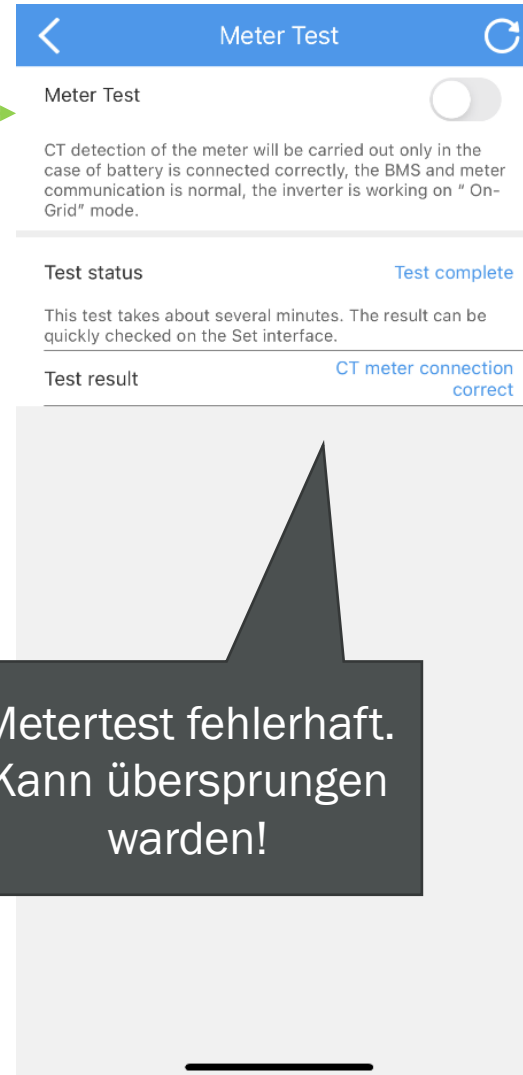 Meter Test
Meter Test
CT detection of the meter will be carried out only in the
case of battery is connected correctly, the BMS and meter
communication is normal, the inverter is working on “ On-
Grid” mode.
Test status Test complete
This test takes about several minutes. The result can be
quickly checked on the Set interface.
Test result CT meter connection
correct
Metertest fehlerhaft.
Kann übersprungen
warden!